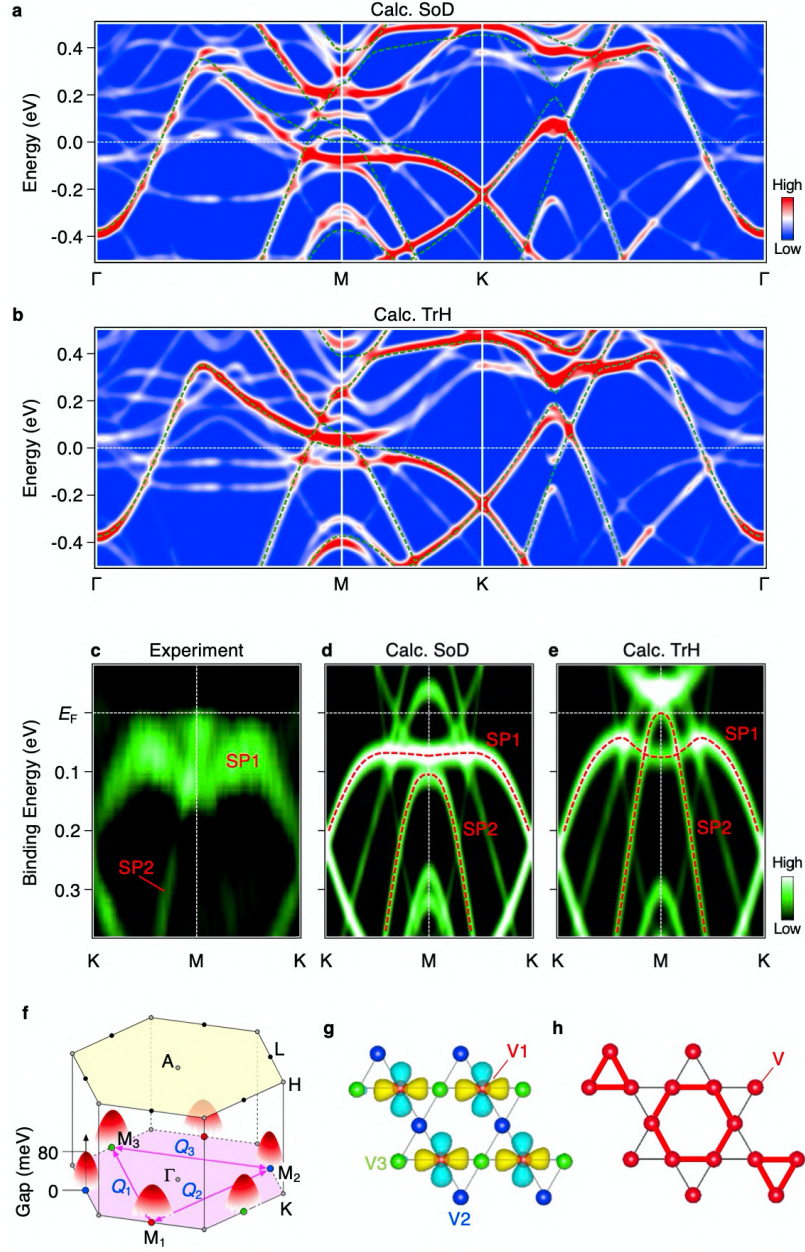 a
Calc. SoD
Energy (eV)
0.4
0.2
0.0
-0.2
-0.4
Γ M K Γ
High
Low
b
Calc. TrH
Energy (eV)
0.4
0.2
0.0
-0.2
-0.4
Γ M K Γ
c Experiment
d Calc. SoD
e Calc. TrH
Binding Energy (eV)
EF
0.1
0.2
0.3
SP1
SP2
SP1
SP2
SP1
SP2
K M K
K M K
K M K
High
Low
f
A
L
H
Gap (meV)
80
0
M3
Q3
Γ
M2
Q1
Q2
K
M1
g
V1
V3
V2
h
V